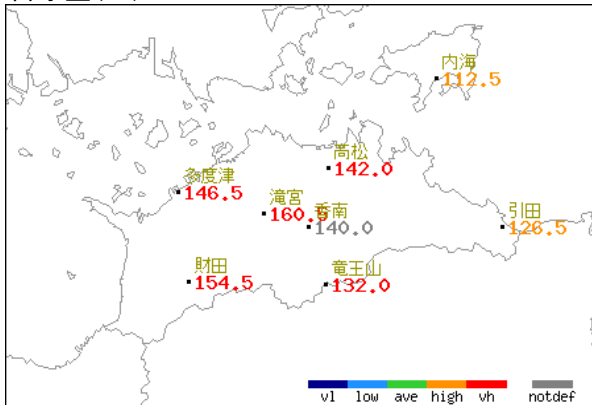 内海
112.5
高松
142.0
多度津
146.5
滝宮
160.5
香南
140.0
引田
126.5
財田
154.5
竜王山
132.0
vl low ave high vh notdef